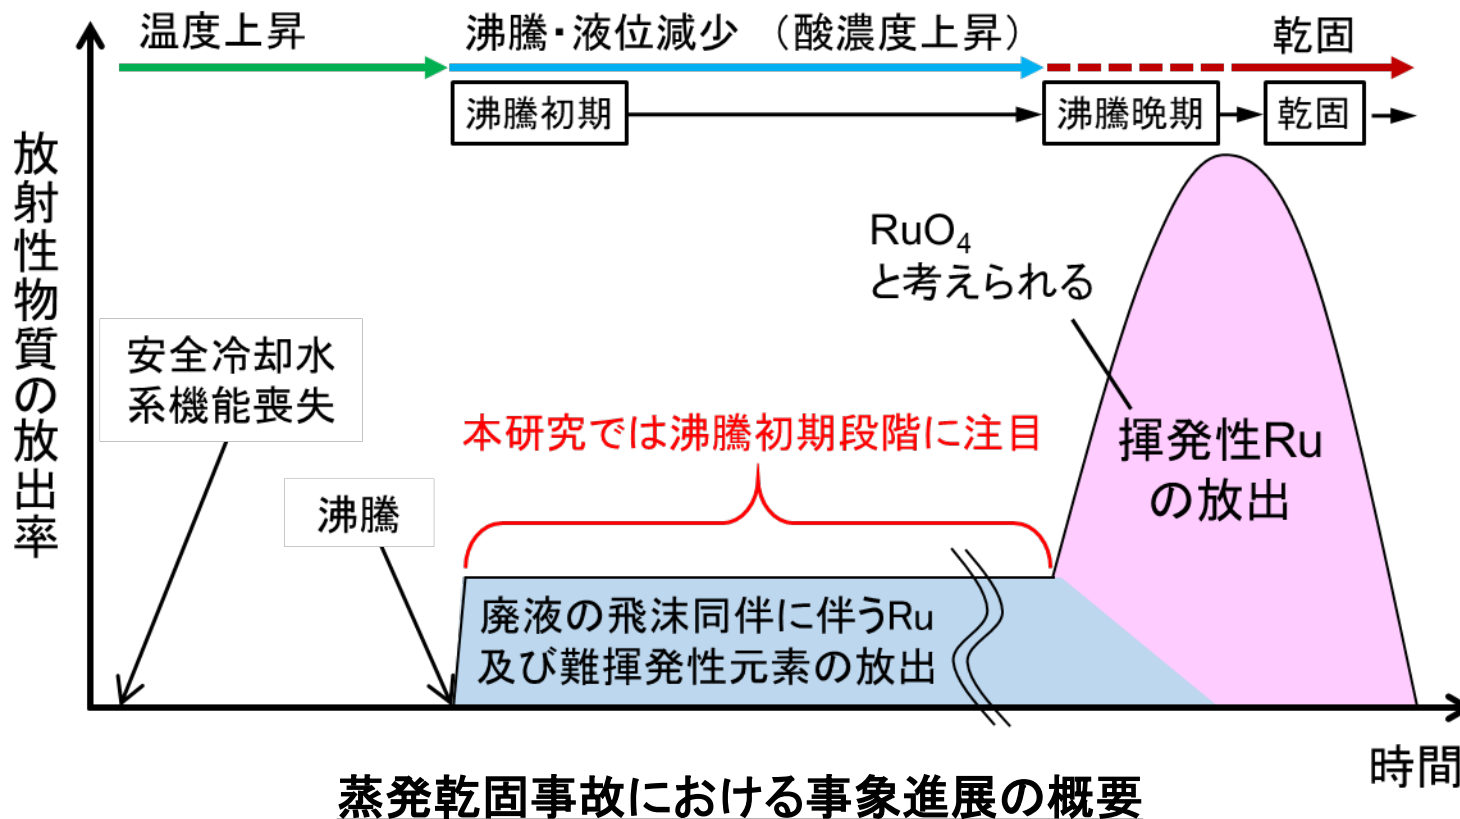 温度上昇
沸騰・液位減少 (酸濃度上昇)
乾固
沸騰初期
沸騰晩期
乾固
放射性物質の放出率
RuO₄
と考えられる
安全冷却水
系機能喪失
本研究では沸騰初期段階に注目
揮発性Ru
の放出
沸騰
廃液の飛沫同伴に伴うRu
及び難揮発性元素の放出
時間
蒸発乾固事故における事象進展の概要